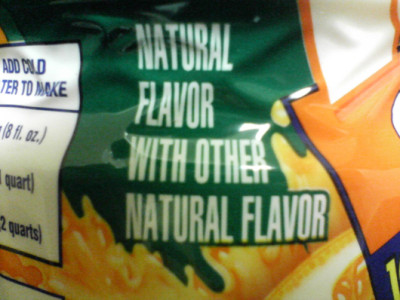 ADD COLD
TER TO MAKE
(8 fl. oz.)
quart)
2 quarts)
NATURAL
FLAVOR
WITH OTHER
NATURAL FLAVOR